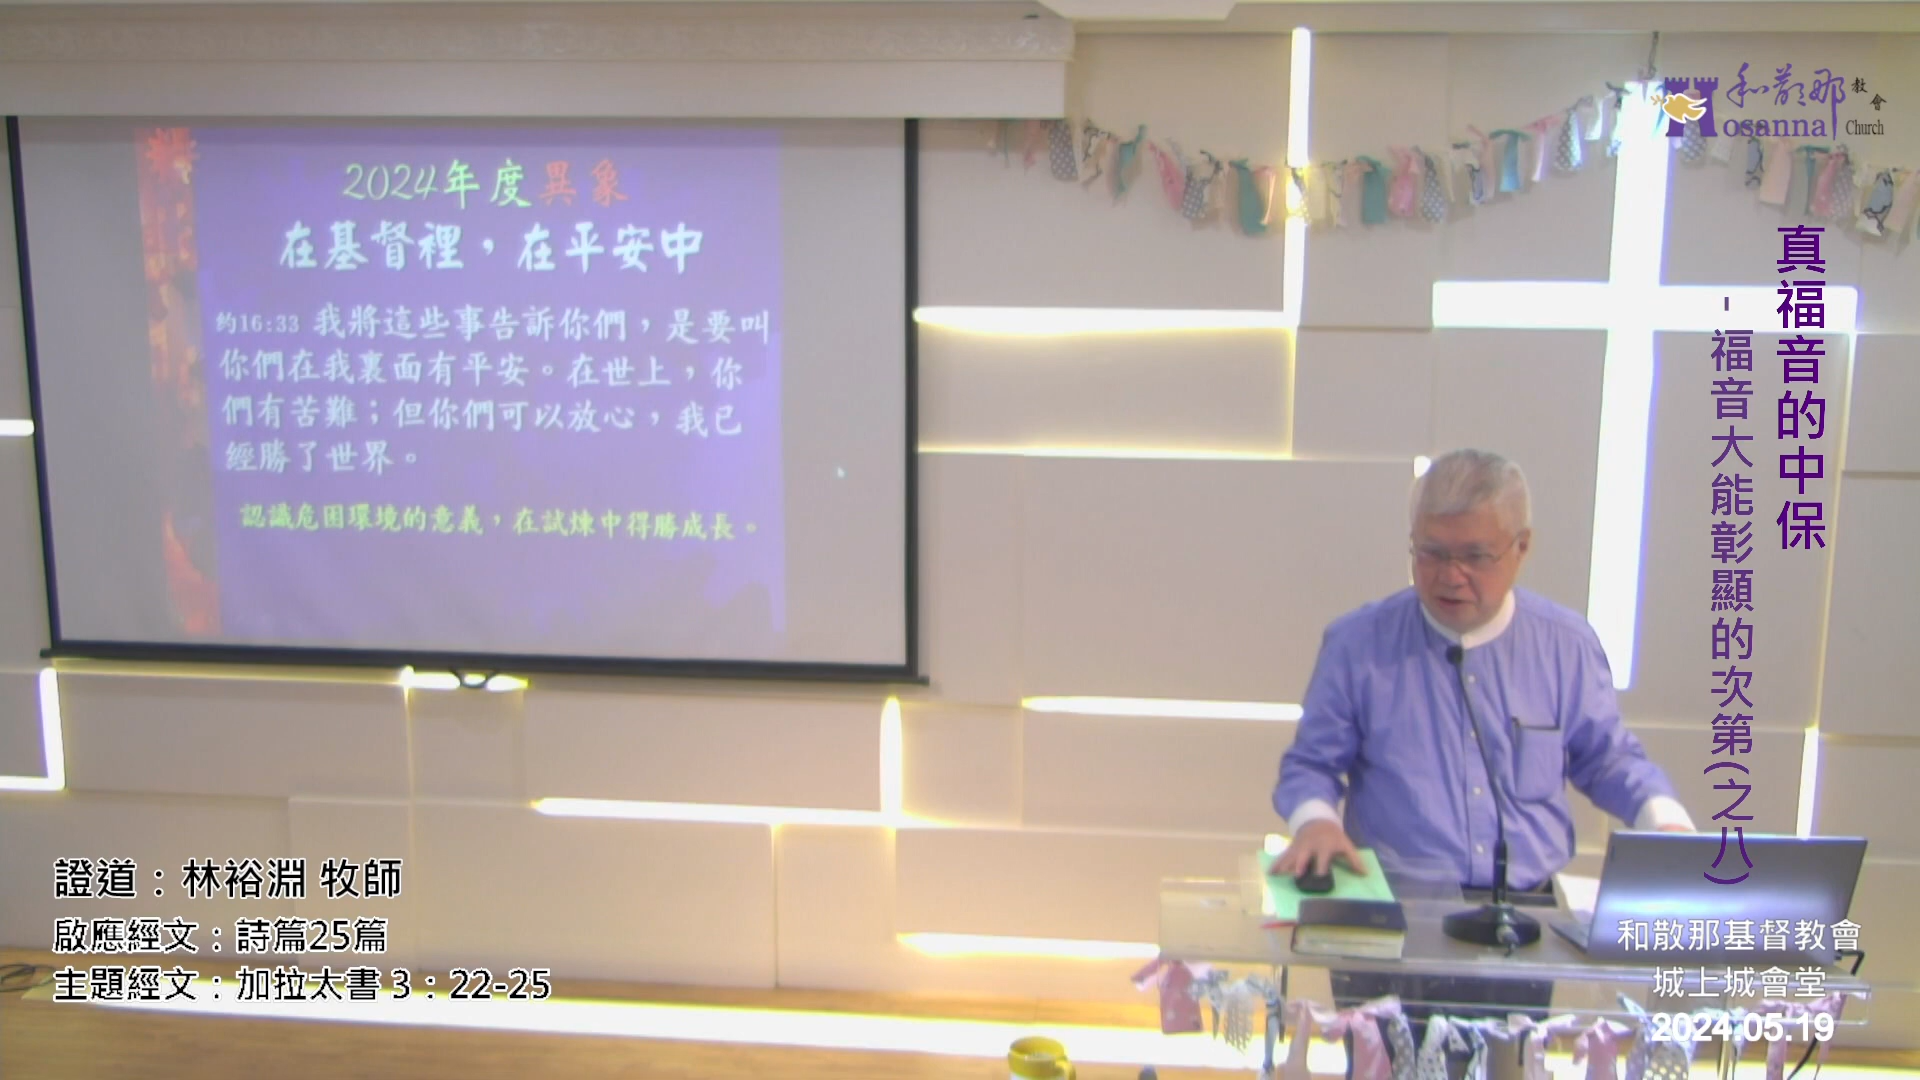 2024年度異象
在基督裡，在平安中
約16:33 我將這些事告訴你們，是要叫
你們在我裏面有平安。在世上，你
們有苦難；但你們可以放心，我已
經勝了世界。
認識危困環境的意義，在試煉中得勝成長。
和散那教會
Hosanna Church
真福音的中保
- 福音大能彰顯的次第(之八)
證道：林裕淵 牧師
啟應經文：詩篇25篇
主題經文：加拉太書 3：22-25
和散那基督教會
城上城會堂
2024.05.19